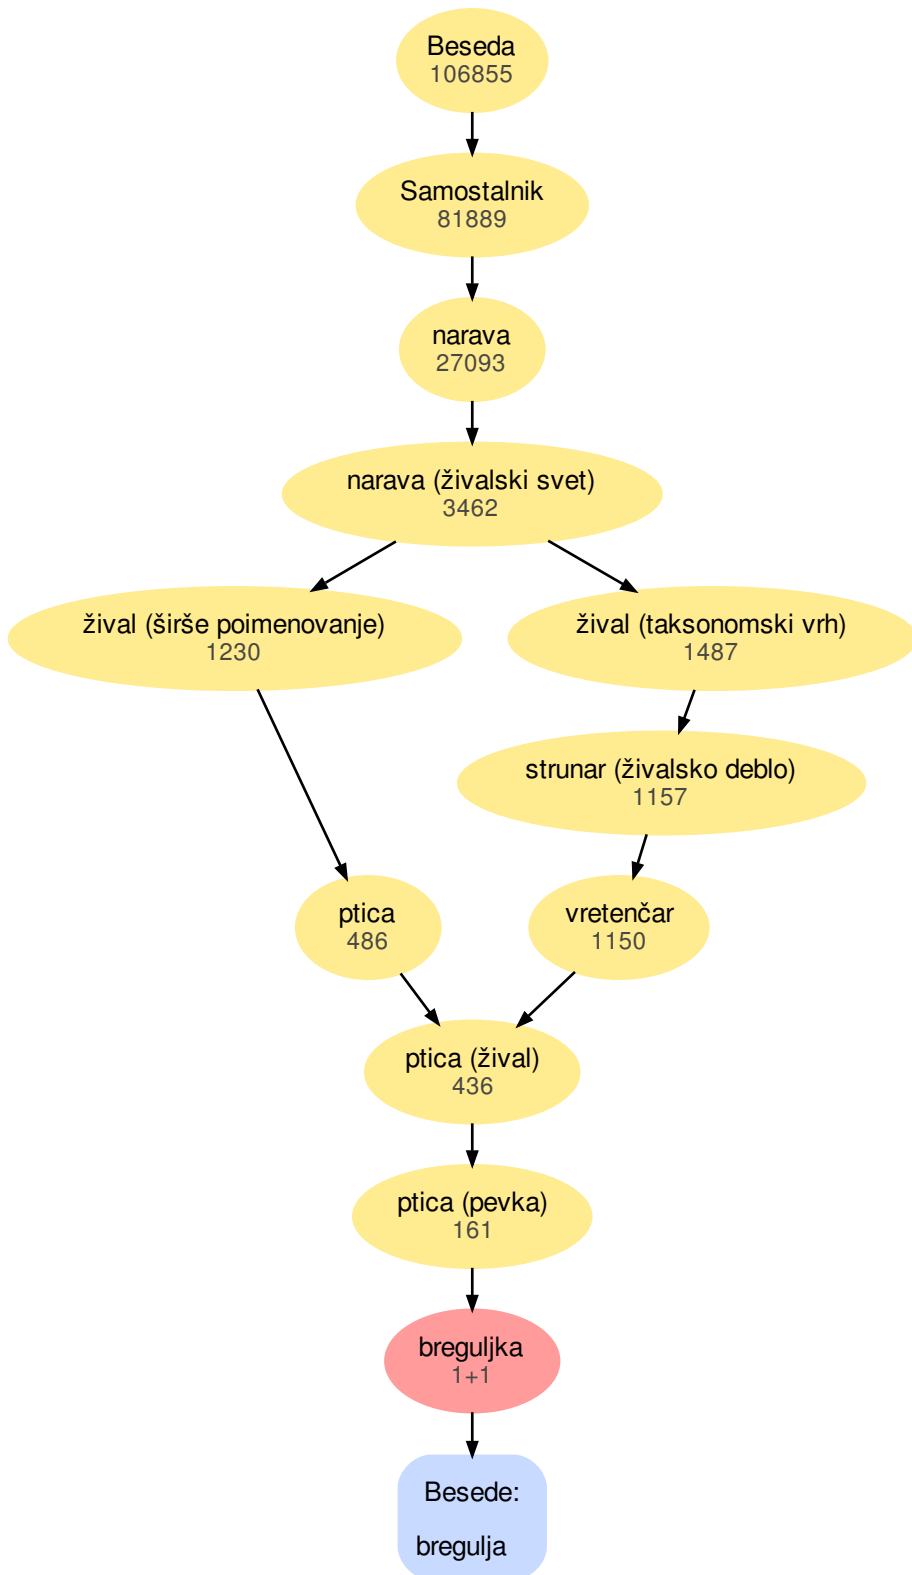 Beseda
106855
Samostalnik
81889
narava
27093
narava (živalski svet)
3462
žival (širše poimenovanje)
1230
žival (taksonomski vrh)
1487
strunar (živalsko deblo)
1157
ptica
486
vretenčar
1150
ptica (žival)
436
ptica (pevka)
161
breguljka
1+1
Besede:
bregulja